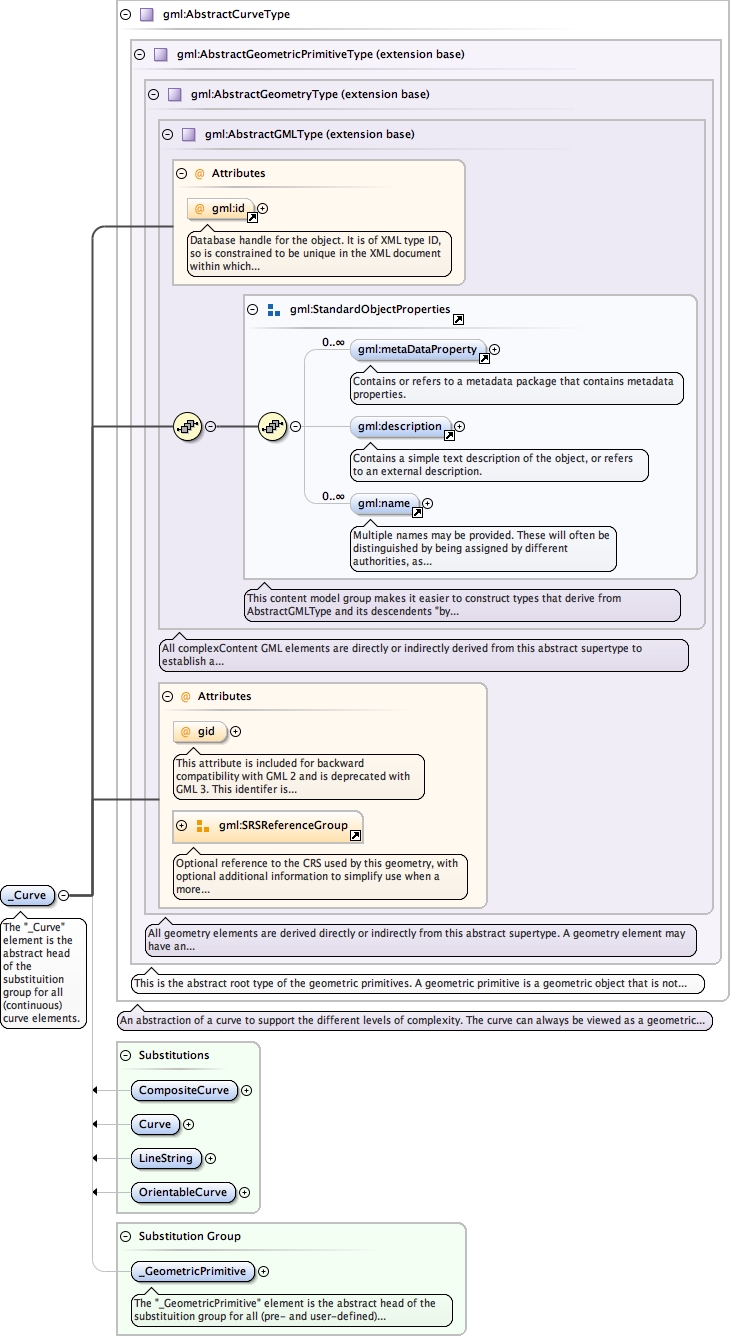 gml:AbstractCurveType
gml:AbstractGeometricPrimitiveType (extension base)
gml:AbstractGeometryType (extension base)
gml:AbstractGMLType (extension base)
@ Attributes
@ gml:id
Database handle for the object. It is of XML type ID,
so is constrained to be unique in the XML document
within which...
gml:StandardObjectProperties
0..∞
gml:metaDataProperty
Contains or refers to a metadata package that contains metadata
properties.
gml:description
Contains a simple text description of the object, or refers
to an external description.
0..∞
gml:name
Multiple names may be provided. These will often be
distinguished by being assigned by different
authorities, as...
This content model group makes it easier to construct types that derive from
AbstractGMLType and its descendents "by...
All complexContent GML elements are directly or indirectly derived from this abstract supertype to
establish a...
@ Attributes
@ gid
This attribute is included for backward
compatibility with GML 2 and is deprecated with
GML 3. This identifer is...
gml:SRSReferenceGroup
Optional reference to the CRS used by this geometry, with
optional additional information to simplify use when a
more...
_Curve
The "_Curve"
element is the
abstract head
of the
substituition
group for all
(continuous)
curve elements.
All geometry elements are derived directly or indirectly from this abstract supertype. A geometry element may
have an...
This is the abstract root type of the geometric primitives. A geometric primitive is a geometric object that is not...
An abstraction of a curve to support the different levels of complexity. The curve can always be viewed as a geometric...
Substitutions
CompositeCurve
Curve
LineString
OrientableCurve
Substitution Group
_GeometricPrimitive
The "_GeometricPrimitive" element is the abstract head of the
substituition group for all (pre- and user-defined)...